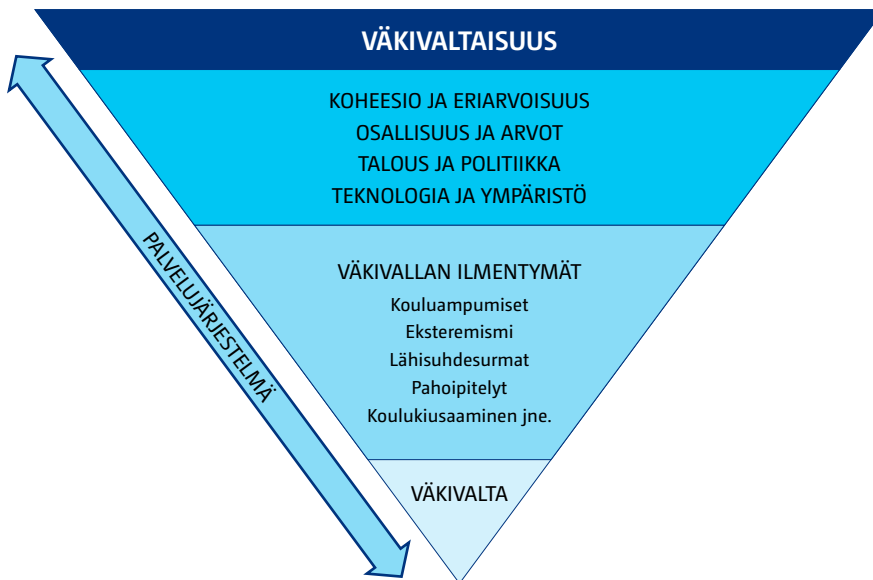 VÄKIVALTAISUUS
KOHEESIO JA ERIARVOISUUS
OSALLISUUS JA ARVOT
TALOUS JA POLITIIKKA
TEKNOLOGIA JA YMPÄRISTÖ
PALVELUJÄRJESTELMÄ
VÄKIVALLAN ILMENTYMÄT
Kouluampumiset
Eksteremismi
Lähisuhdesurmat
Pahoipitelyt
Koulukiusaaminen jne.
VÄKIVALTA